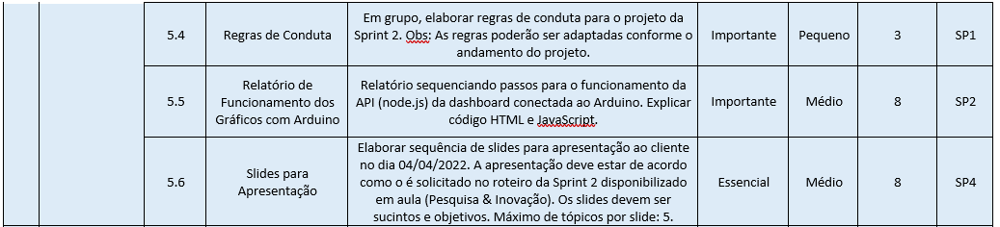 5.4
Regras de Conduta
Em grupo, elaborar regras de conduta para o projeto da
Sprint 2. Obs: As regras poderão ser adaptadas conforme o
andamento do projeto.
Importante
Pequeno
3
SP1
5.5
Relatório de
Funcionamento dos
Gráficos com Arduino
Relatório sequenciando passos para o funcionamento da
API (node.js) da dashboard conectada ao Arduino. Explicar
código HTML e JavaScript.
Importante
Médio
8
SP2
5.6
Slides para
Apresentação
Elaborar sequência de slides para apresentação ao cliente
no dia 04/04/2022. A apresentação deve estar de acordo
como o é solicitado no roteiro da Sprint 2 disponibilizado
em aula (Pesquisa & Inovação). Os slides devem ser
sucintos e objetivos. Máximo de tópicos por slide: 5.
Essencial
Médio
8
SP4